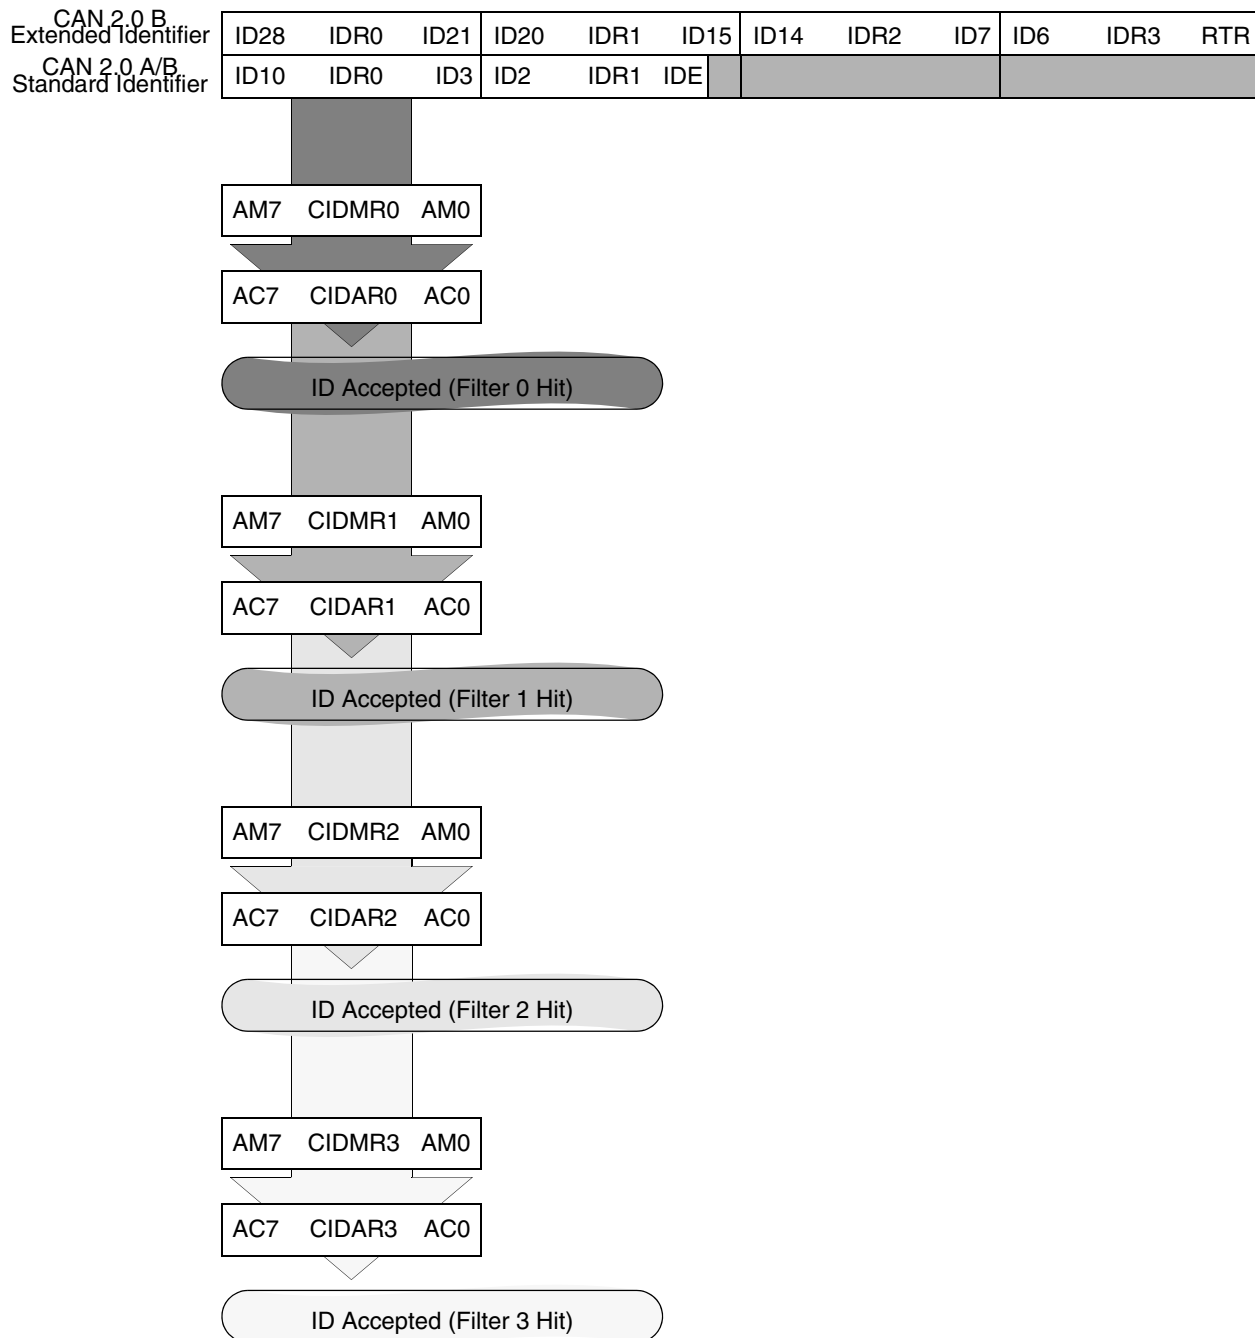 CAN 2.0 B
Extended Identifier ID28 IDR0 ID21 ID20 IDR1 ID15 ID14 IDR2 ID7 ID6 IDR3 RTR
CAN 2.0 A/B
Standard Identifier ID10 IDR0 ID3 ID2 IDR1 IDE
AM7 CIDMR0 AM0
AC7 CIDAR0 AC0
ID Accepted (Filter 0 Hit)
AM7 CIDMR1 AM0
AC7 CIDAR1 AC0
ID Accepted (Filter 1 Hit)
AM7 CIDMR2 AM0
AC7 CIDAR2 AC0
ID Accepted (Filter 2 Hit)
AM7 CIDMR3 AM0
AC7 CIDAR3 AC0
ID Accepted (Filter 3 Hit)